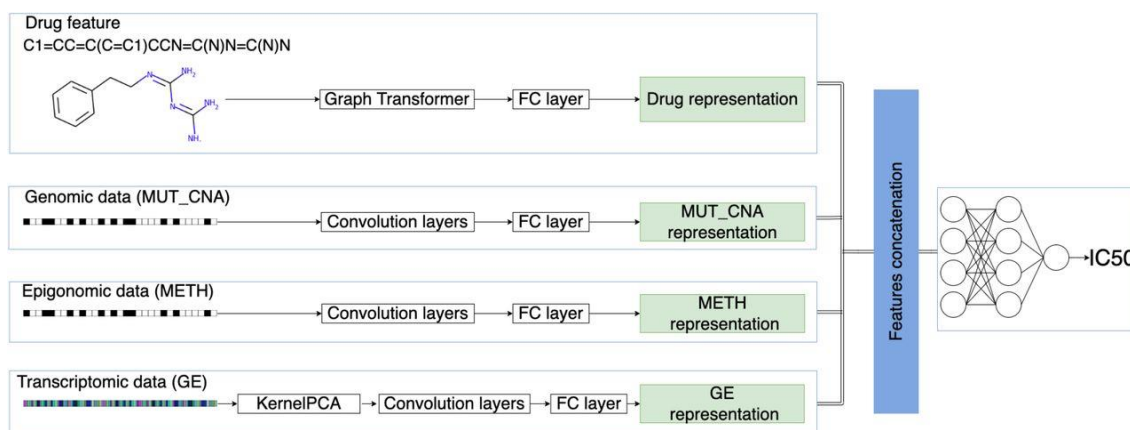 Drug feature
C1=CC=C(C=C1)CCN=C(N)N=C(N)N
N
NH2
N
NH2
NH.
Graph Transformer
FC layer
Drug representation
Genomic data (MUT_CNA)
Convolution layers
FC layer
MUT_CNA
representation
Epigonomic data (METH)
Convolution layers
FC layer
METH
representation
Transcriptomic data (GE)
KernelPCA
Convolution layers
FC layer
GE
representation
Features concatenation
IC50